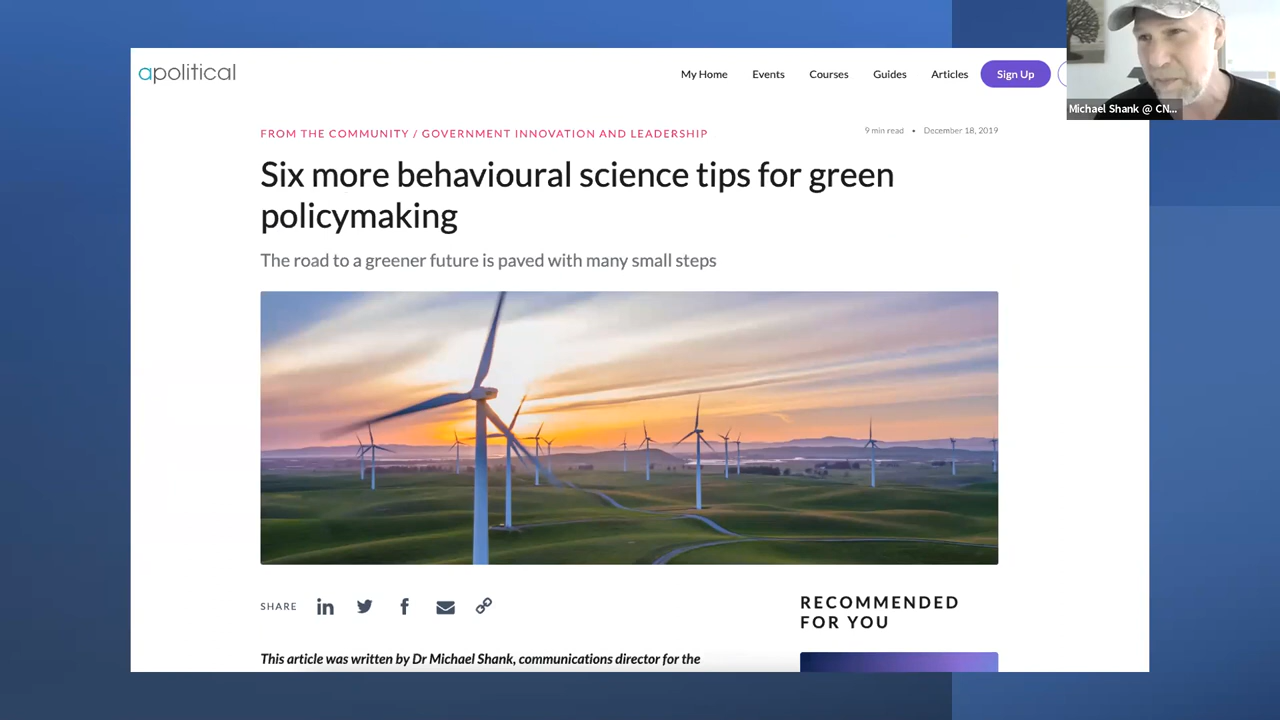 apolitical
My Home Events Courses Guides Articles Sign Up
Michael Shank @ CN...
FROM THE COMMUNITY / GOVERNMENT INNOVATION AND LEADERSHIP
9 min read • December 18, 2019
Six more behavioural science tips for green
policymaking
The road to a greener future is paved with many small steps
SHARE
RECOMMENDED
FOR YOU
This article was written by Dr Michael Shank, communications director for the